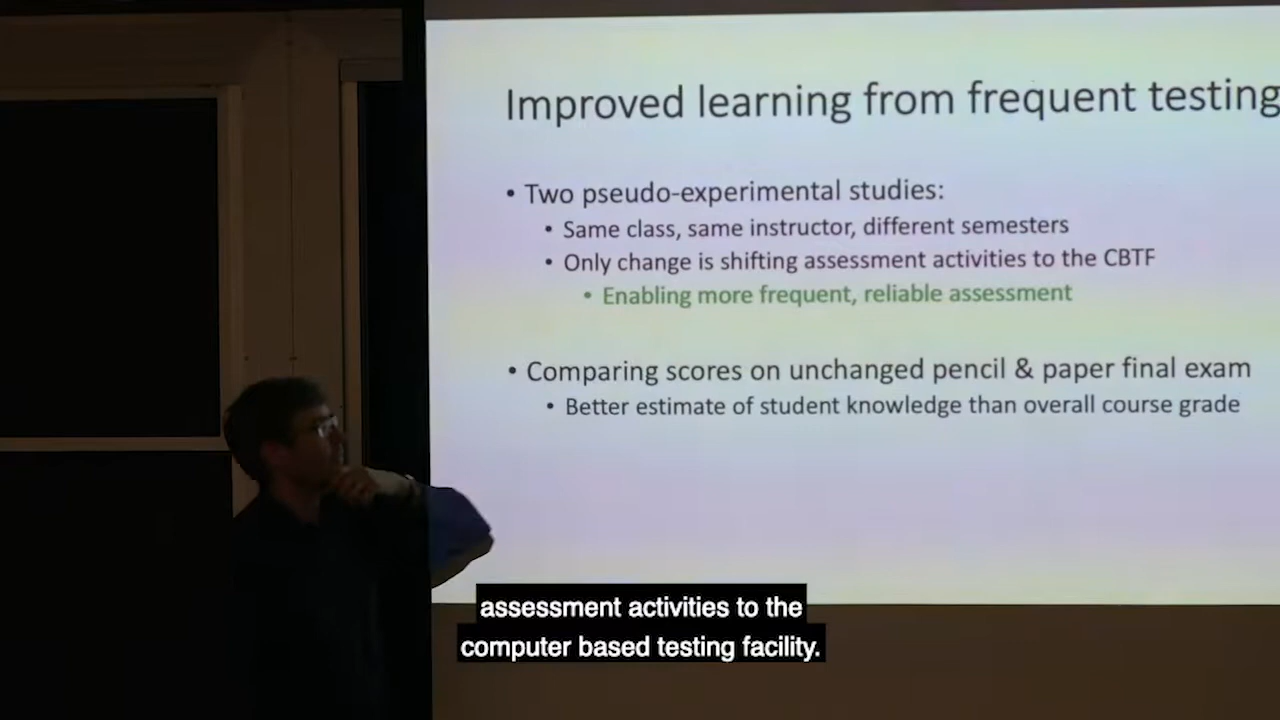 Improved learning from frequent testing
• Two pseudo-experimental studies:
• Same class, same instructor, different semesters
• Only change is shifting assessment activities to the CBTF
• Enabling more frequent, reliable assessment
• Comparing scores on unchanged pencil & paper final exam
• Better estimate of student knowledge than overall course grade
assessment activities to the
computer based testing facility.